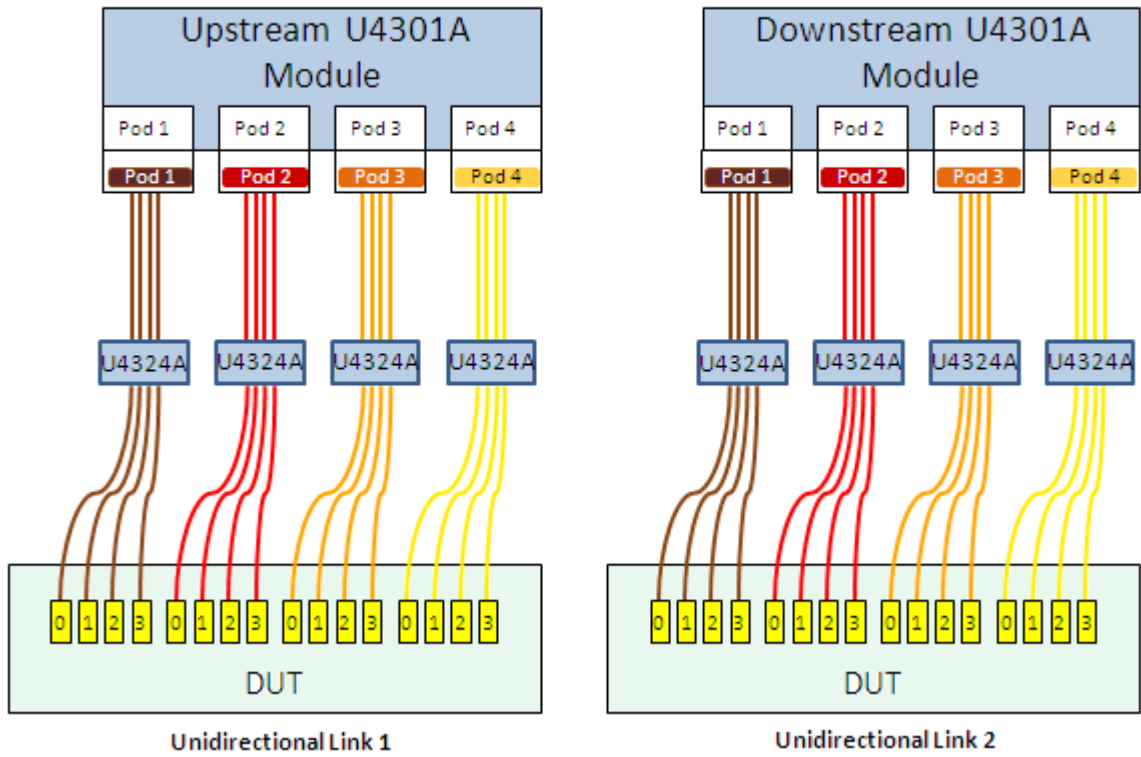 Upstream U4301A
Module
Pod 1 Pod 2 Pod 3 Pod 4
Pod 1 Pod 2 Pod 3 Pod 4
U4324A U4324A U4324A U4324A
0 1 2 3 0 1 2 3 0 1 2 3 0 1 2 3
DUT
Unidirectional Link 1
Downstream U4301A
Module
Pod 1 Pod 2 Pod 3 Pod 4
Pod 1 Pod 2 Pod 3 Pod 4
U4324A U4324A U4324A U4324A
0 1 2 3 0 1 2 3 0 1 2 3 0 1 2 3
DUT
Unidirectional Link 2